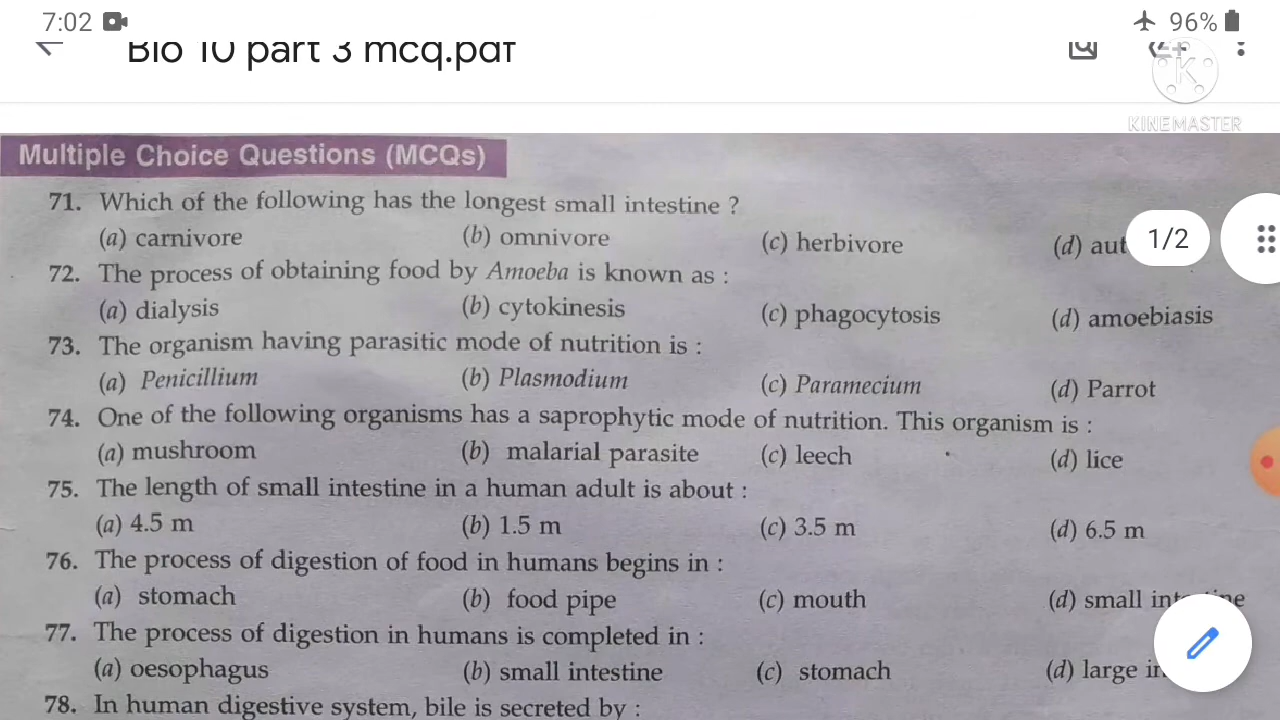 7:02 96%
Bio 10 part 3 mcq.pdf
KINEMASTER
Multiple Choice Questions (MCQs)
71. Which of the following has the longest small intestine ?
(a) carnivore (b) omnivore (c) herbivore (d) aut
1/2
72. The process of obtaining food by Amoeba is known as :
(a) dialysis (b) cytokinesis (c) phagocytosis (d) amoebiasis
73. The organism having parasitic mode of nutrition is :
(a) Penicillium (b) Plasmodium (c) Paramecium (d) Parrot
74. One of the following organisms has a saprophytic mode of nutrition. This organism is :
(a) mushroom (b) malarial parasite (c) leech (d) lice
75. The length of small intestine in a human adult is about :
(a) 4.5 m (b) 1.5 m (c) 3.5 m (d) 6.5 m
76. The process of digestion of food in humans begins in :
(a) stomach (b) food pipe (c) mouth (d) small intestine
77. The process of digestion in humans is completed in :
(a) oesophagus (b) small intestine (c) stomach (d) large in
78. In human digestive system, bile is secreted by :